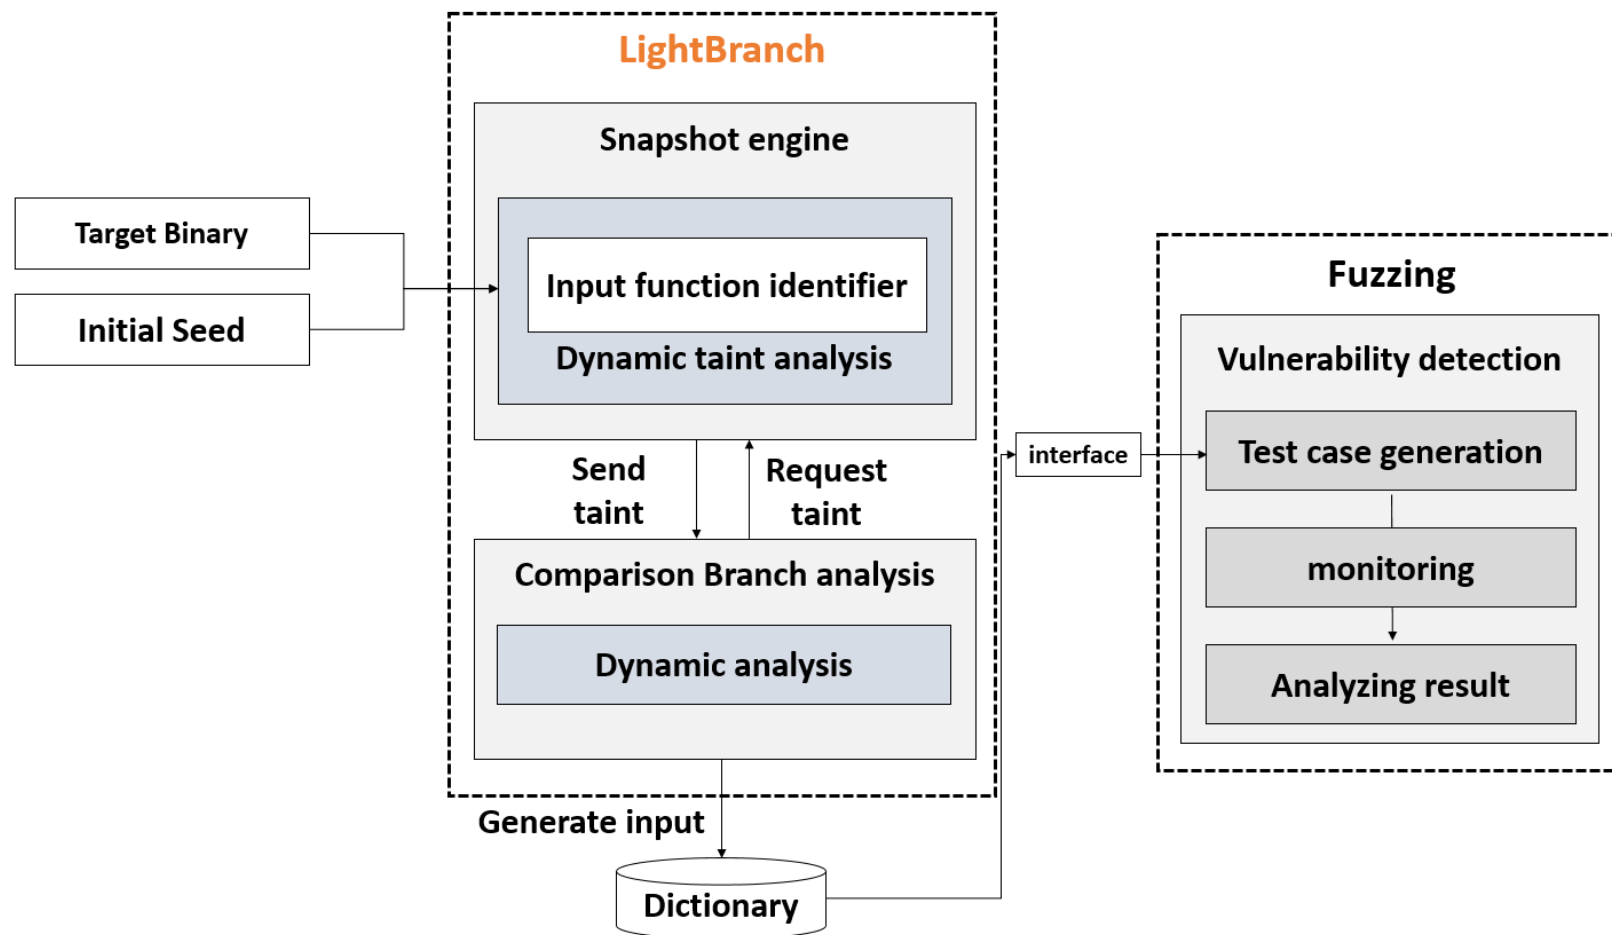 LightBranch
Snapshot engine
Target Binary
Initial Seed
Input function identifier
Dynamic taint analysis
Send
taint
Request
taint
Comparison Branch analysis
Dynamic analysis
Generate input
Dictionary
interface
Fuzzing
Vulnerability detection
Test case generation
monitoring
Analyzing result